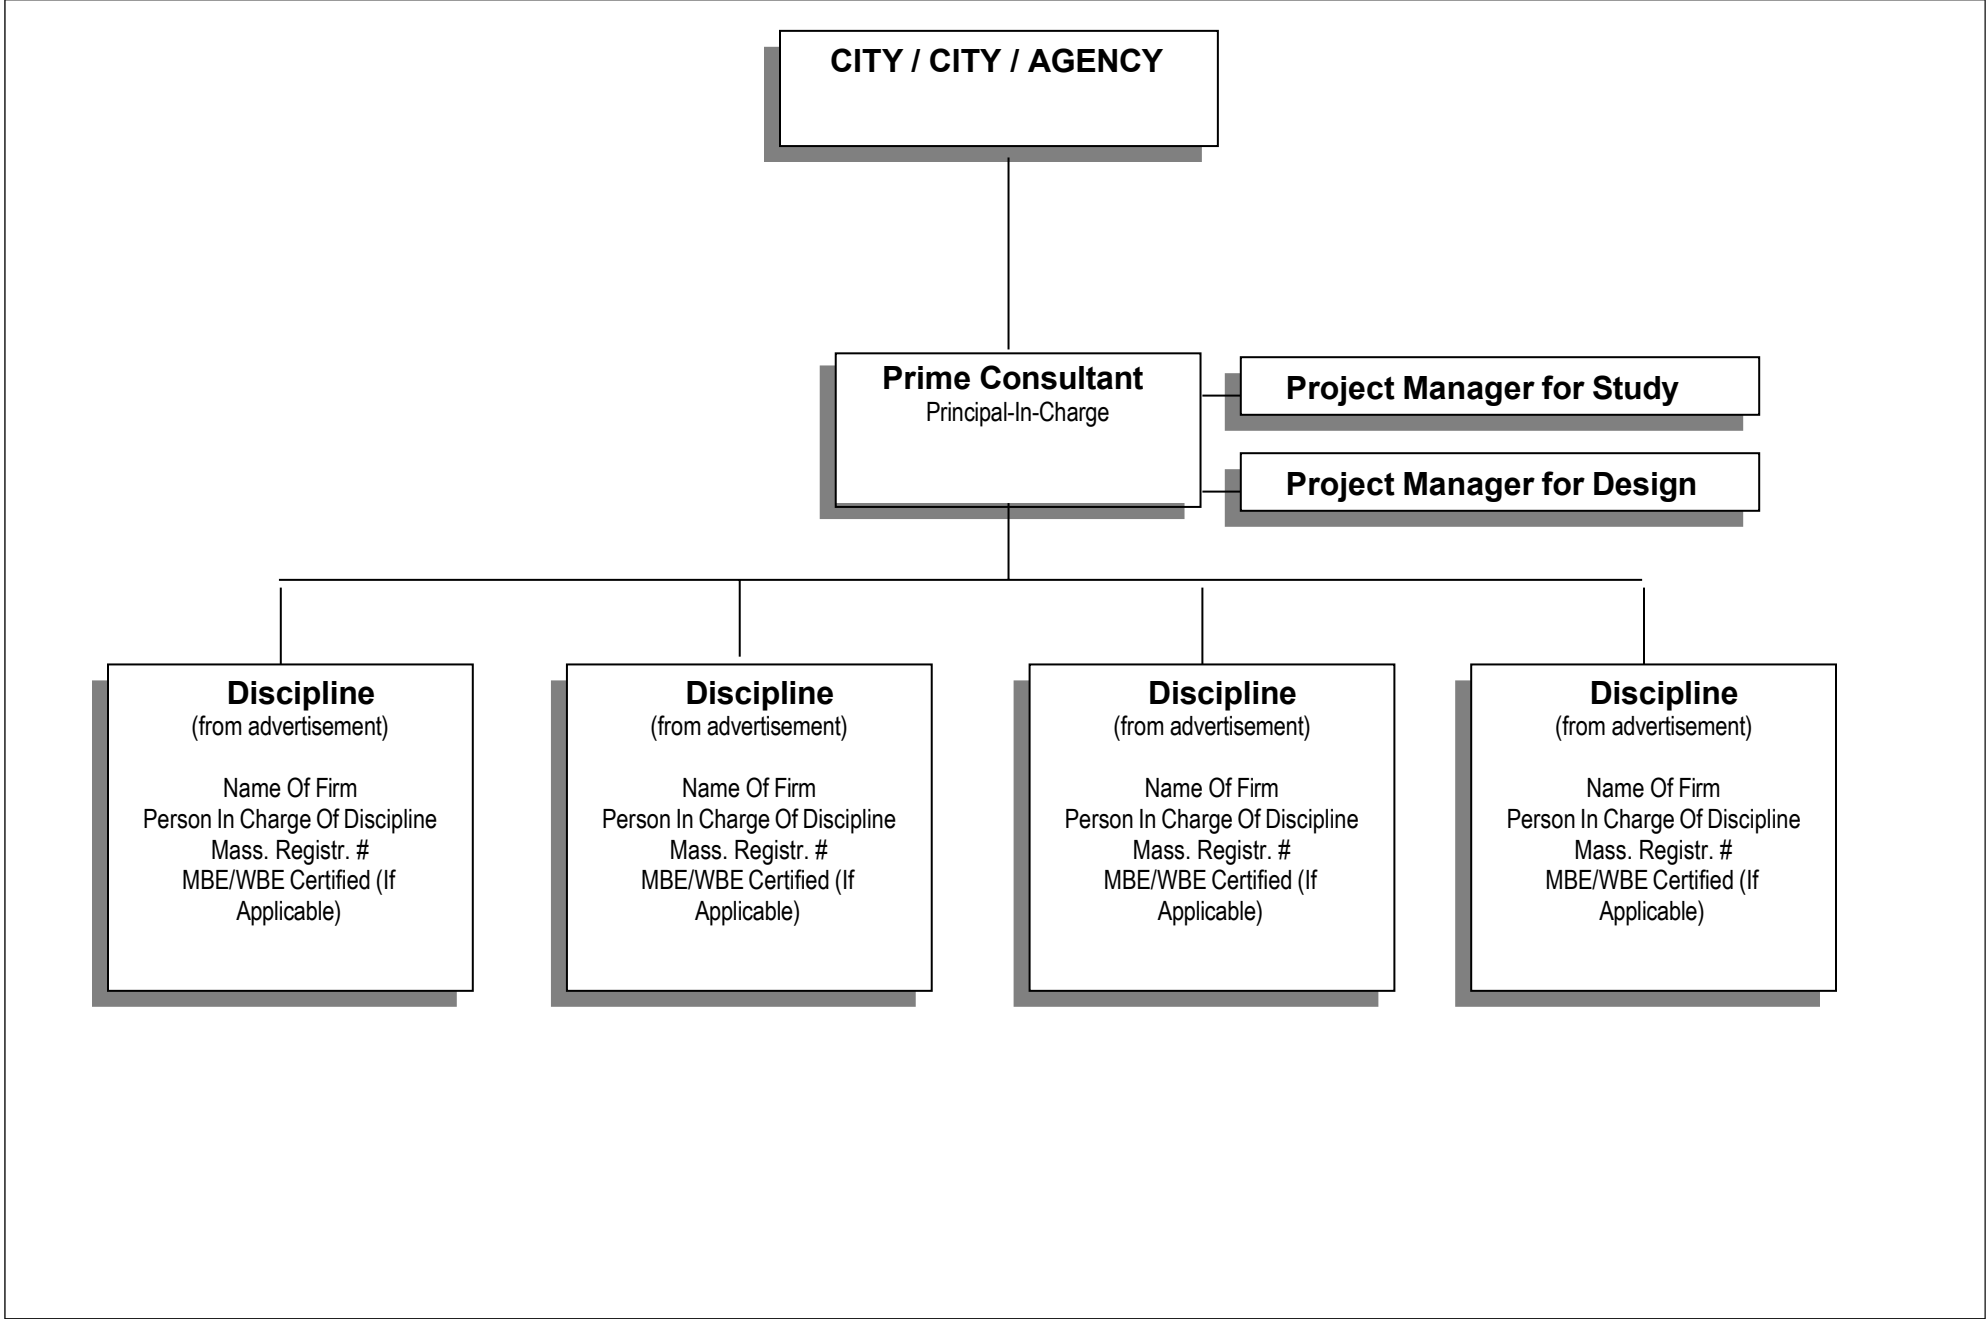 CITY / CITY / AGENCY
Prime Consultant
Principal-In-Charge
Project Manager for Study
Project Manager for Design
Discipline
(from advertisement)
Name Of Firm
Person In Charge Of Discipline
Mass. Registr. #
MBE/WBE Certified (If
Applicable)
Discipline
(from advertisement)
Name Of Firm
Person In Charge Of Discipline
Mass. Registr. #
MBE/WBE Certified (If
Applicable)
Discipline
(from advertisement)
Name Of Firm
Person In Charge Of Discipline
Mass. Registr. #
MBE/WBE Certified (If
Applicable)
Discipline
(from advertisement)
Name Of Firm
Person In Charge Of Discipline
Mass. Registr. #
MBE/WBE Certified (If
Applicable)